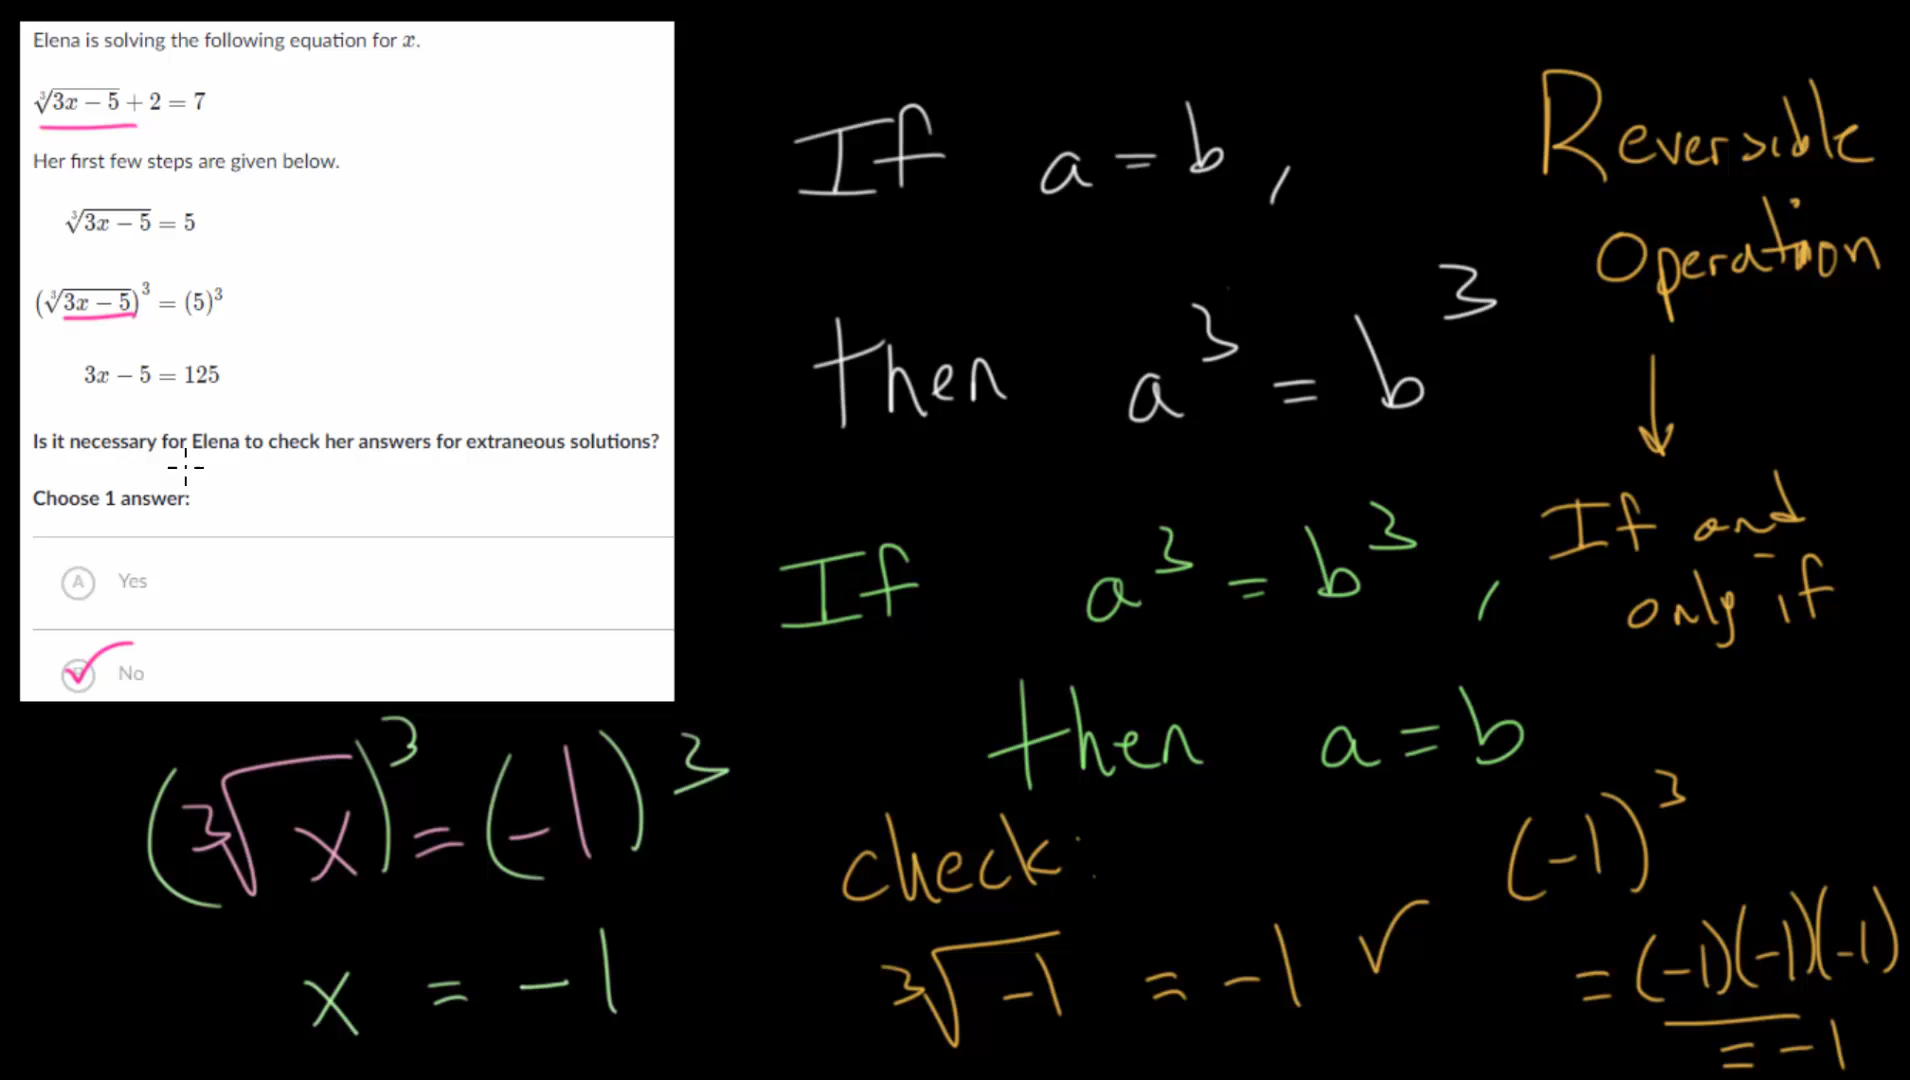 Elena is solving the following equation for x.
∛(3x − 5) + 2 = 7
Her first few steps are given below.
∛(3x − 5) = 5
(∛(3x − 5))³ = (5)³
3x − 5 = 125
Is it necessary for Elena to check her answers for extraneous solutions?
Choose 1 answer:
A Yes
No
If a = b,
then a³ = b³
If a³ = b³,
then a = b
Reversible
Operation
↓
If and
only if
(∛x)³ = (-1)³
x = -1
check:
∛-1 = -1 ✓
(-1)³
= (-1)(-1)(-1)
= -1